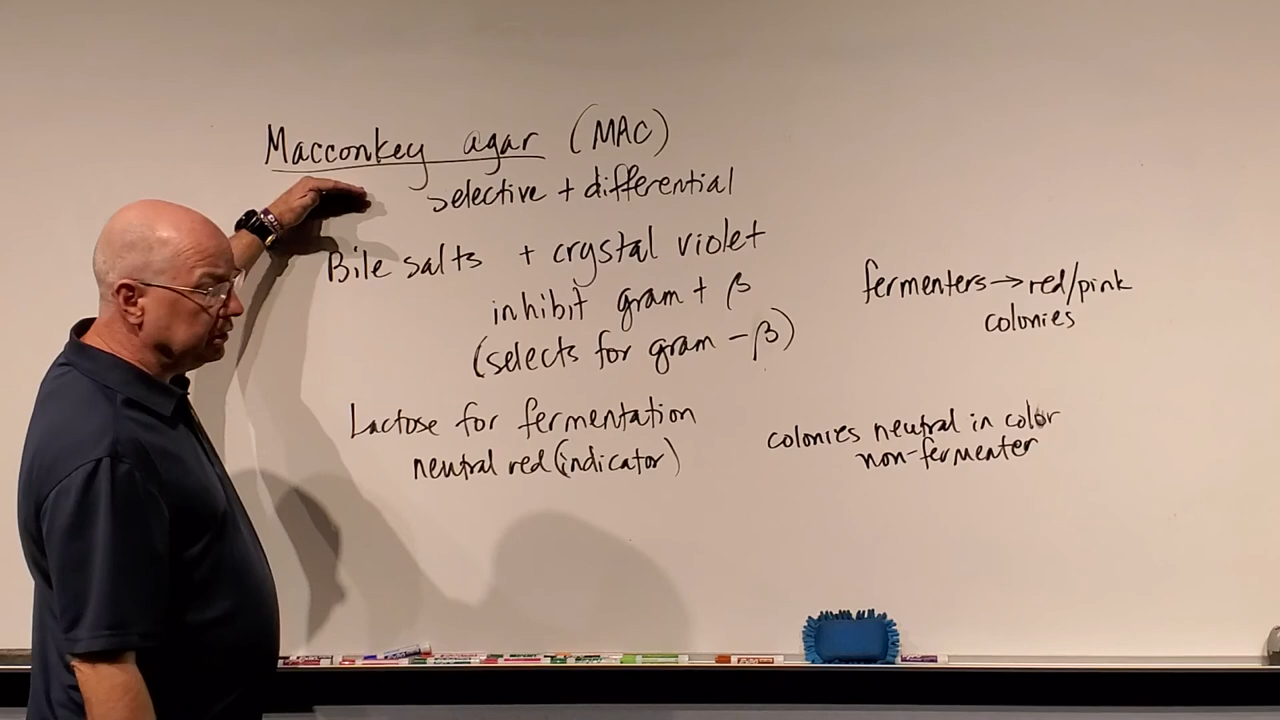 Macconkey agar (MAC)
selective + differential
Bile salts + crystal violet
inhibit gram + β
(selects for gram - β)
Lactose for fermentation
neutral red (indicator)
fermenters → red/pink
colonies
colonies neutral in color
non-fermenter